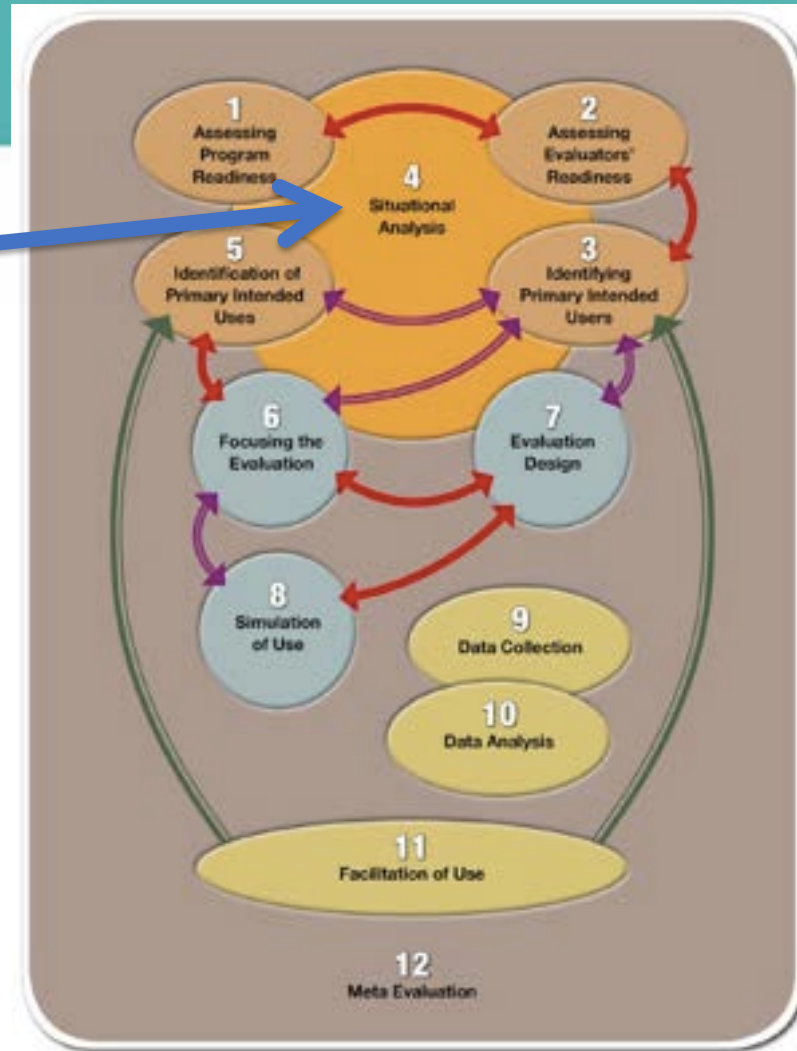 1
Assessing
Program
Readiness
2
Assessing
Evaluators'
Readiness
4
Situational
Analysis
5
Identification of
Primary Intended
Uses
3
Identifying
Primary Intended
Users
6
Focusing the
Evaluation
7
Evaluation
Design
8
Simulation
of Use
9
Data Collection
10
Data Analysis
11
Facilitation of Use
12
Meta Evaluation